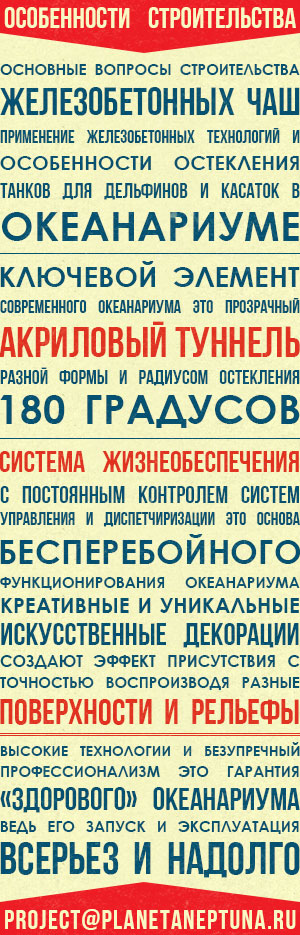 ОСОБЕННОСТИ СТРОИТЕЛЬСТВА
ОСНОВНЫЕ ВОПРОСЫ СТРОИТЕЛЬСТВА
ЖЕЛЕЗОБЕТОННЫХ ЧАШ
ПРИМЕНЕНИЕ ЖЕЛЕЗОБЕТОННЫХ ТЕХНОЛОГИЙ И
ОСОБЕННОСТИ ОСТЕКЛЕНИЯ
ТАНКОВ ДЛЯ ДЕЛЬФИНОВ И КАСАТОК В
ОКЕАНАРИУМЕ
КЛЮЧЕВОЙ ЭЛЕМЕНТ
СОВРЕМЕННОГО ОКЕАНАРИУМА ЭТО ПРОЗРАЧНЫЙ
АКРИЛОВЫЙ ТУННЕЛЬ
РАЗНОЙ ФОРМЫ И РАДИУСОМ ОСТЕКЛЕНИЯ
180 ГРАДУСОВ
СИСТЕМА ЖИЗНЕОБЕСПЕЧЕНИЯ
С ПОСТОЯННЫМ КОНТРОЛЕМ СИСТЕМ
УПРАВЛЕНИЯ И ДИСПЕТЧИРИЗАЦИИ ЭТО ОСНОВА
БЕСПЕРЕБОЙНОГО
ФУНКЦИОНИРОВАНИЯ ОКЕАНАРИУМА
КРЕАТИВНЫЕ И УНИКАЛЬНЫЕ
ИСКУССТВЕННЫЕ ДЕКОРАЦИИ
СОЗДАЮТ ЭФФЕКТ ПРИСУТСТВИЯ С
ТОЧНОСТЬЮ ВОСПРОИЗВОДЯ РАЗНЫЕ
ПОВЕРХНОСТИ И РЕЛЬЕФЫ
ВЫСОКИЕ ТЕХНОЛОГИИ И БЕЗУПРЕЧНЫЙ
ПРОФЕССИОНАЛИЗМ ЭТО ГАРАНТИЯ
«ЗДОРОВОГО» ОКЕАНАРИУМА
ВЕДЬ ЕГО ЗАПУСК И ЭКСПЛУАТАЦИЯ
ВСЕРЬЕЗ И НАДОЛГО
PROJECT@PLANETANEPTUNA.RU